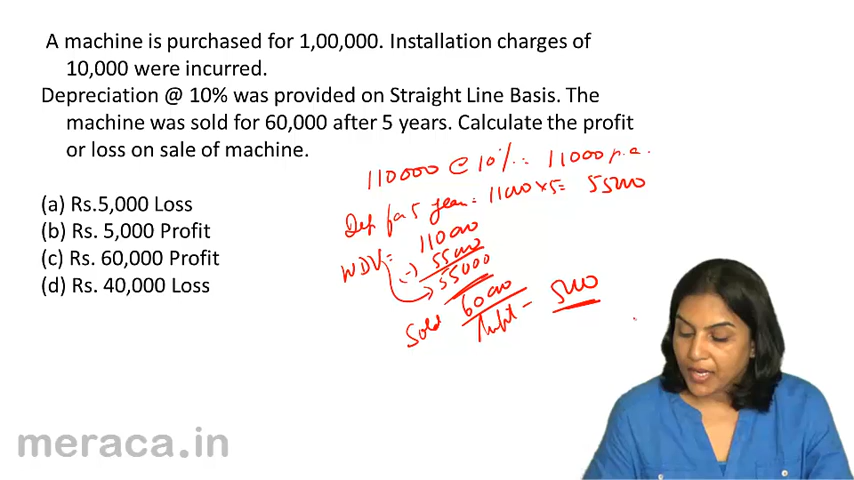 A machine is purchased for 1,00,000. Installation charges of
10,000 were incurred.
Depreciation @ 10% was provided on Straight Line Basis. The
machine was sold for 60,000 after 5 years. Calculate the profit
or loss on sale of machine.
110000 @ 10% = 11000 p.a.
(a) Rs.5,000 Loss
Dep for 5 year = 11000 x 5 = 55000
(b) Rs. 5,000 Profit
WDV = 110000
(c) Rs. 60,000 Profit
(-) 55000
55000
(d) Rs. 40,000 Loss
Sold 60000
Profit - 5000
meraca.in